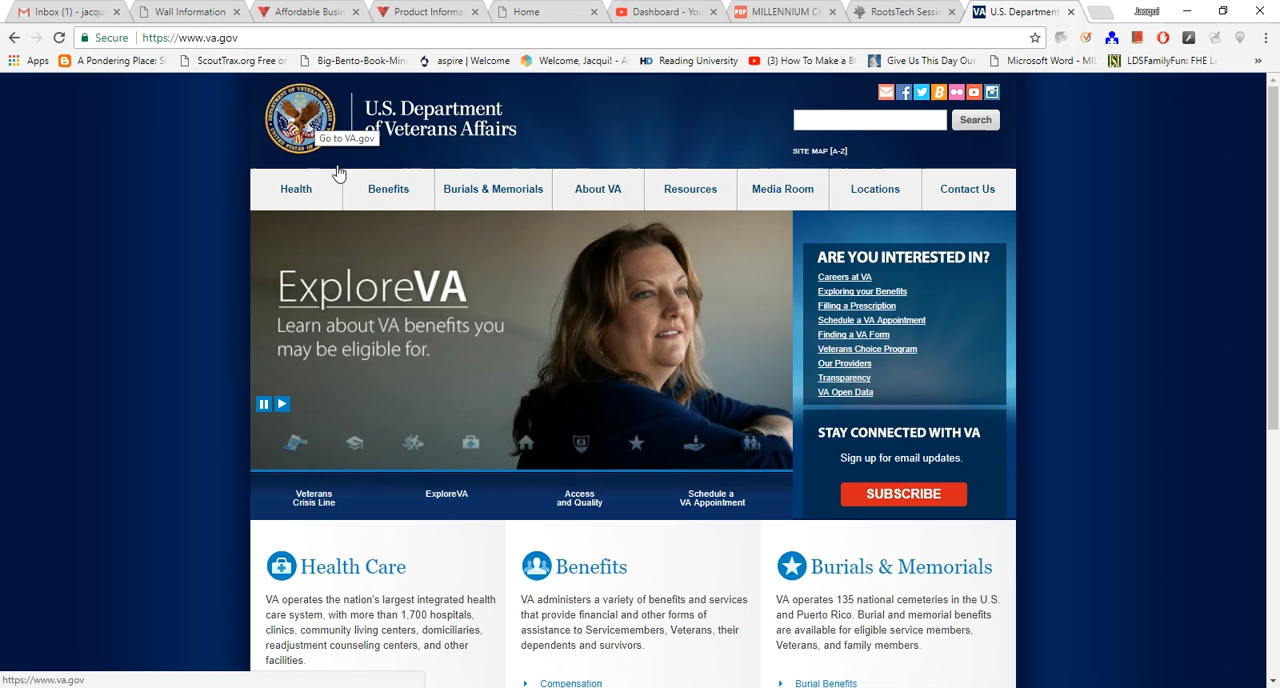 Inbox (1) - jacqu
Wall Information
Affordable Busin
Product Informa
Home
Dashboard - You
MILLENNIUM C
RootsTech Sessi
VA U.S. Department
Jacqui
Secure https://www.va.gov
Apps
A Pondering Place: S
ScoutTrax.org Free or
Big-Bento-Book-Min
aspire | Welcome
Welcome, Jacqui! - A
HD Reading University
(3) How To Make a B
Give Us This Day Our
Microsoft Word - MIL
LDSFamilyFun: FHE Le
U.S. Department
of Veterans Affairs
Go to VA.gov
Search
SITE MAP [A-Z]
Health
Benefits
Burials & Memorials
About VA
Resources
Media Room
Locations
Contact Us
ExploreVA
Learn about VA benefits you
may be eligible for.
ARE YOU INTERESTED IN?
Careers at VA
Exploring your Benefits
Filling a Prescription
Schedule a VA Appointment
Finding a VA Form
Veterans Choice Program
Our Providers
Transparency
VA Open Data
STAY CONNECTED WITH VA
Sign up for email updates.
SUBSCRIBE
Veterans
Crisis Line
ExploreVA
Access
and Quality
Schedule a
VA Appointment
Health Care
VA operates the nation's largest integrated health
care system, with more than 1,700 hospitals,
clinics, community living centers, domiciliaries,
readjustment counseling centers, and other
facilities.
Benefits
VA administers a variety of benefits and services
that provide financial and other forms of
assistance to Servicemembers, Veterans, their
dependents and survivors.
Compensation
Burials & Memorials
VA operates 135 national cemeteries in the U.S.
and Puerto Rico. Burial and memorial benefits
are available for eligible service members,
Veterans, and family members.
Burial Benefits
https://www.va.gov